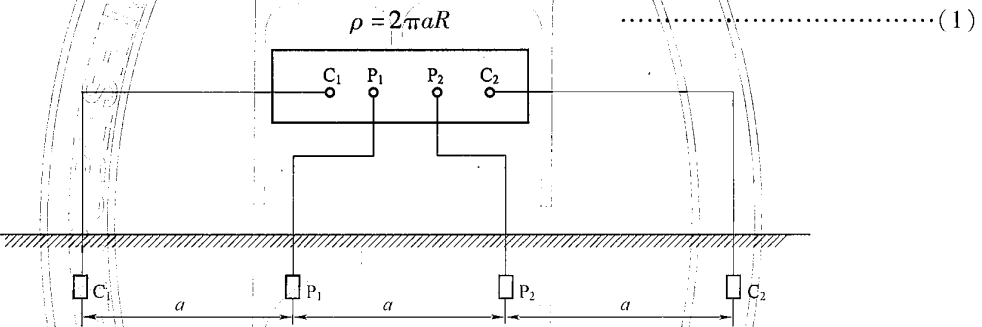 ρ = 2πaR ……………………………(1)
C₁ P₁ P₂ C₂
C₁ P₁ P₂ C₂
a a a